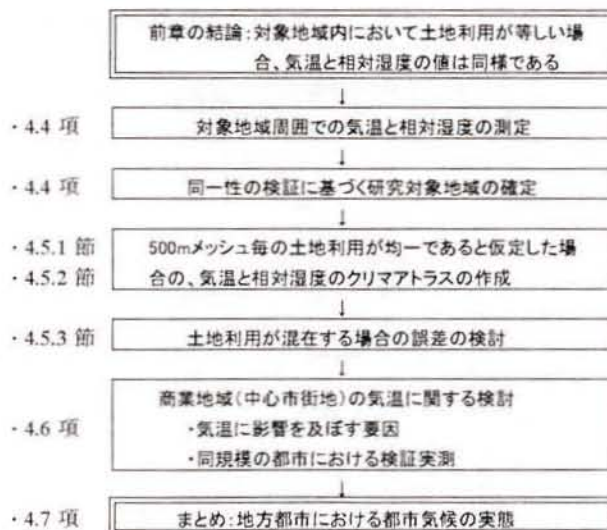 前章の結論:対象地域内において土地利用が等しい場
合、気温と相対湿度の値は同様である
↓
・4.4 項 対象地域周囲での気温と相対湿度の測定
↓
・4.4 項 同一性の検証に基づく研究対象地域の確定
↓
・4.5.1 節 500mメッシュ毎の土地利用が均一であると仮定した場
・4.5.2 節 合の、気温と相対湿度のクリマアトラスの作成
↓
・4.5.3 節 土地利用が混在する場合の誤差の検討
↓
商業地域(中心市街地)の気温に関する検討
・4.6 項 ・気温に影響を及ぼす要因
・同規模の都市における検証実測
↓
・4.7 項 まとめ:地方都市における都市気候の実態